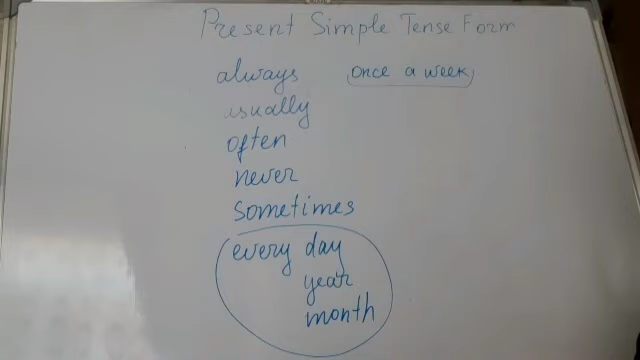 Present Simple Tense Form
always once a week
usually
often
never
sometimes
every day
year
month